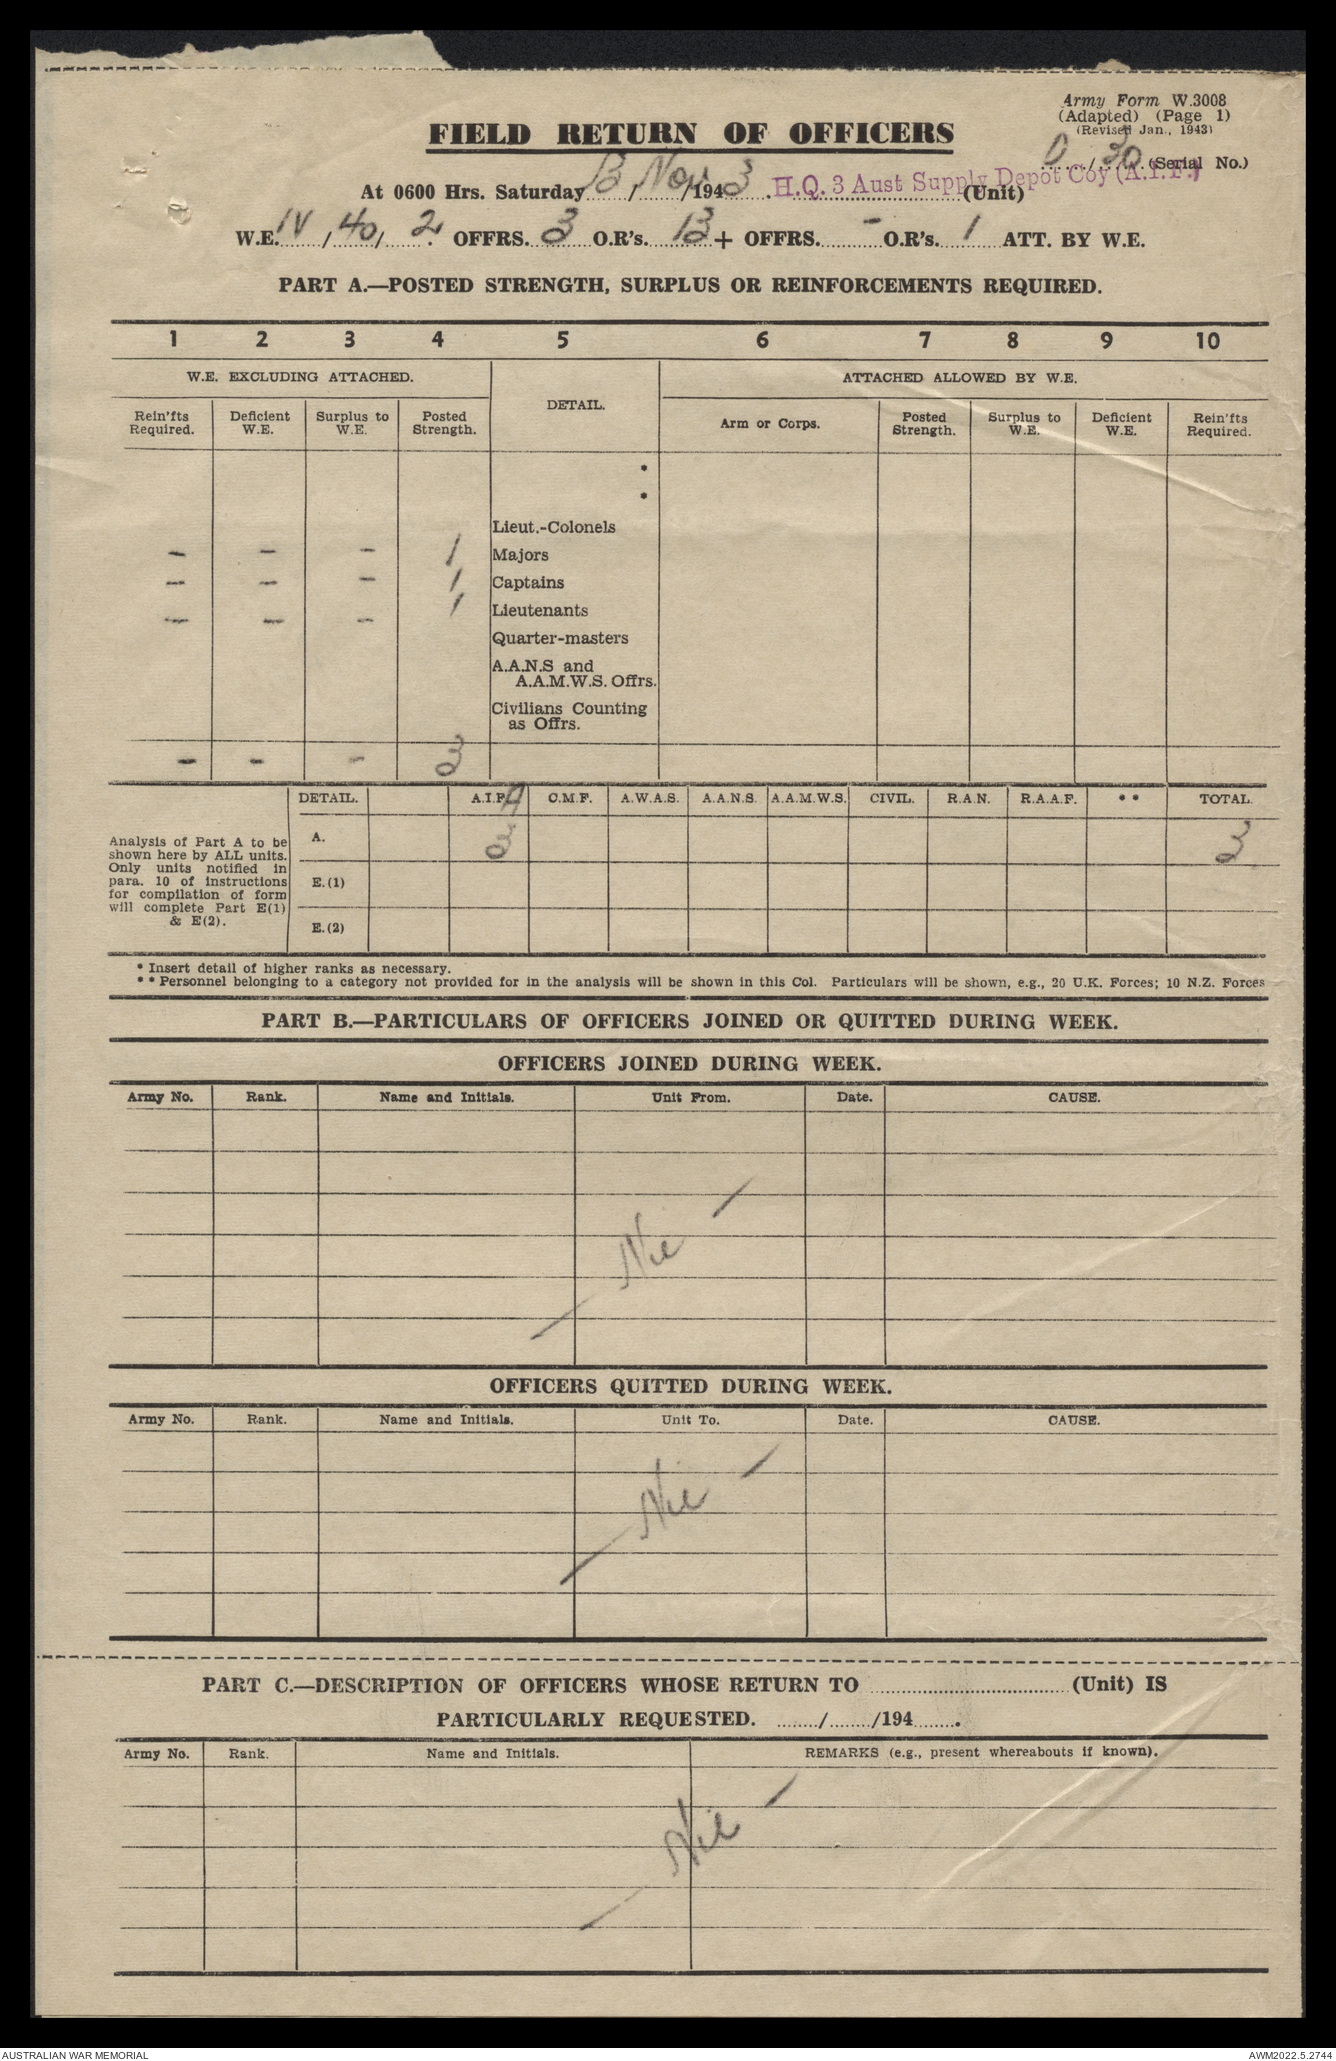 Army Form W.3008
(Adapted) (Page 1)
(Revised Jan., 1943)
FIELD RETURN OF OFFICERS
0 / 30 (Serial No.)
At 0600 Hrs. Saturday 13 / Nov /1943. H.Q. 3 Aust Supply Depot Coy (A.I.F.) (Unit)
W.E. IV / 40 / 2. OFFRS. 3 O.R's. 13 + OFFRS. - O.R's. 1 ATT. BY W.E.
PART A.—POSTED STRENGTH, SURPLUS OR REINFORCEMENTS REQUIRED.
1 2 3 4 5 6 7 8 9 10
W.E. EXCLUDING ATTACHED. DETAIL. ATTACHED ALLOWED BY W.E.
Rein'fts Required. Deficient W.E. Surplus to W.E. Posted Strength. Arm or Corps. Posted Strength. Surplus to W.E. Deficient W.E. Rein'fts Required.
*
*
Lieut.-Colonels
- - - 1 Majors
- - - 1 Captains
- - - 1 Lieutenants
Quarter-masters
A.A.N.S and
A.A.M.W.S. Offrs.
Civilians Counting
as Offrs.
- - - 3
DETAIL. A.I.F. C.M.F. A.W.A.S. A.A.N.S. A.A.M.W.S. CIVIL. R.A.N. R.A.A.F. ** TOTAL
Analysis of Part A to be
shown here by ALL units.
Only units notified in
para. 10 of instructions
for compilation of form
will complete Part E(1)
& E(2).
A. 3 3
E.(1)
E.(2)
* Insert detail of higher ranks as necessary.
** Personnel belonging to a category not provided for in the analysis will be shown in this Col. Particulars will be shown, e.g., 20 U.K. Forces; 10 N.Z. Forces
PART B.—PARTICULARS OF OFFICERS JOINED OR QUITTED DURING WEEK.
OFFICERS JOINED DURING WEEK.
Army No. Rank. Name and Initials. Unit From. Date. CAUSE.
— Nil —
OFFICERS QUITTED DURING WEEK.
Army No. Rank. Name and Initials. Unit To. Date. CAUSE.
— Nil —
PART C.—DESCRIPTION OF OFFICERS WHOSE RETURN TO ........ (Unit) IS
PARTICULARLY REQUESTED. ......../......../194........
Army No. Rank. Name and Initials. REMARKS (e.g., present whereabouts if known).
— Nil —
AUSTRALIAN WAR MEMORIAL
AWM2022.5.2744